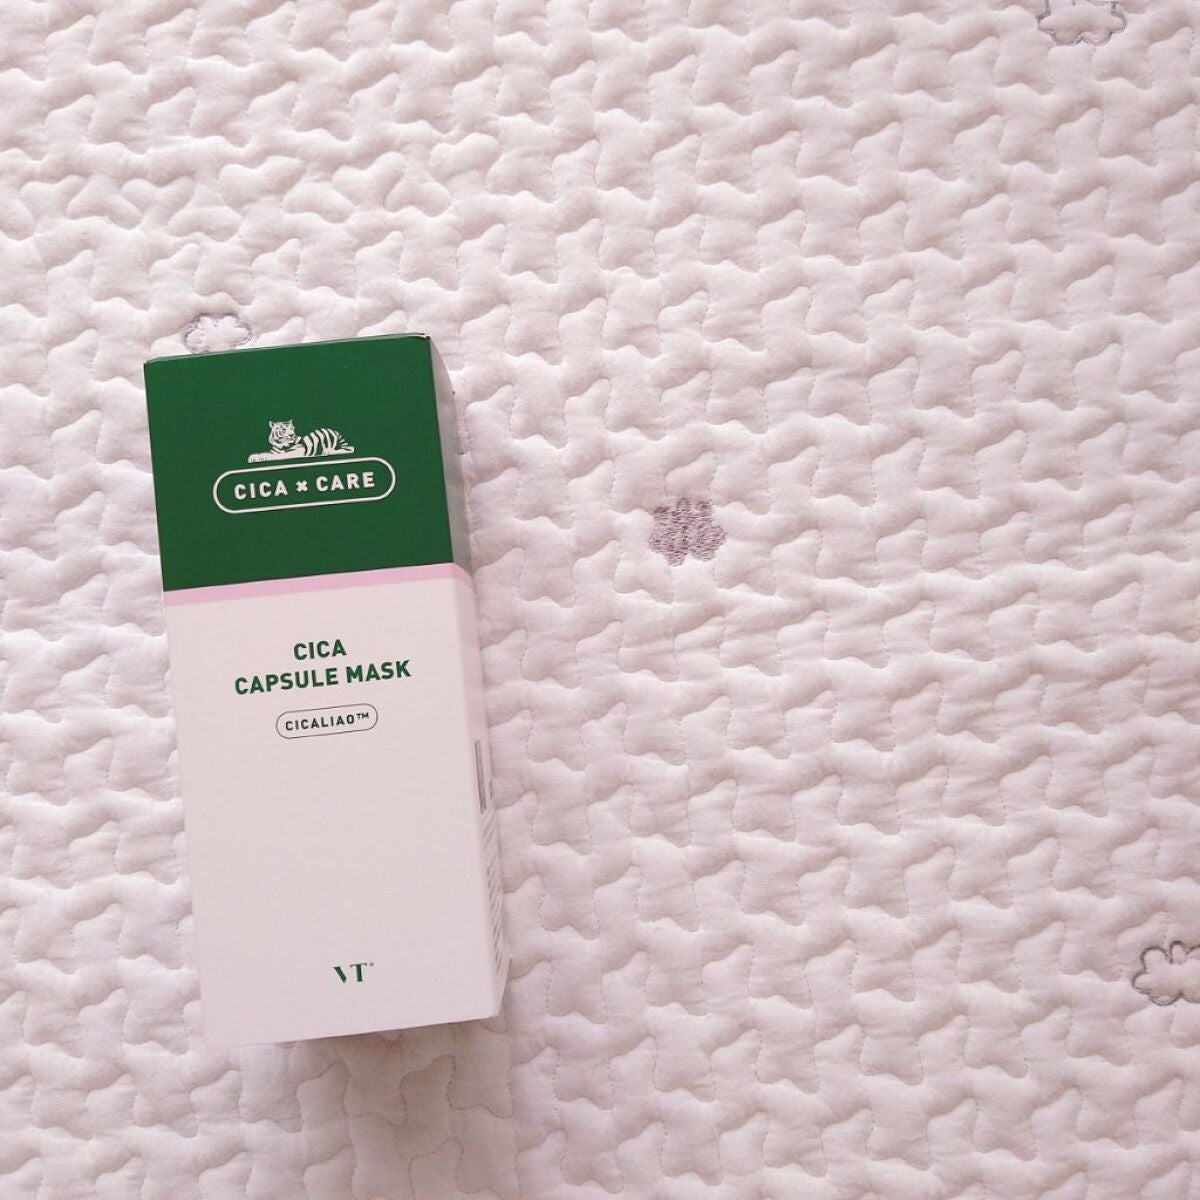 CICA × CARE
CICA
CAPSULE MASK
CICALIAO™
VT®